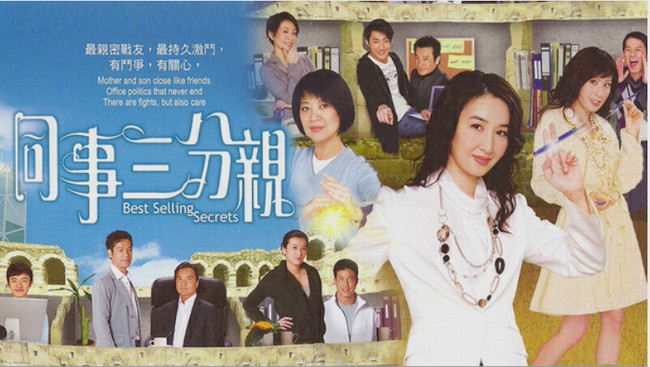 最親密戰友，最持久激鬥，
有鬥爭，有關心，
Mother and son close like friends
Office politics that never end
There are fights, but also care
同事三分親
Best Selling
Secrets